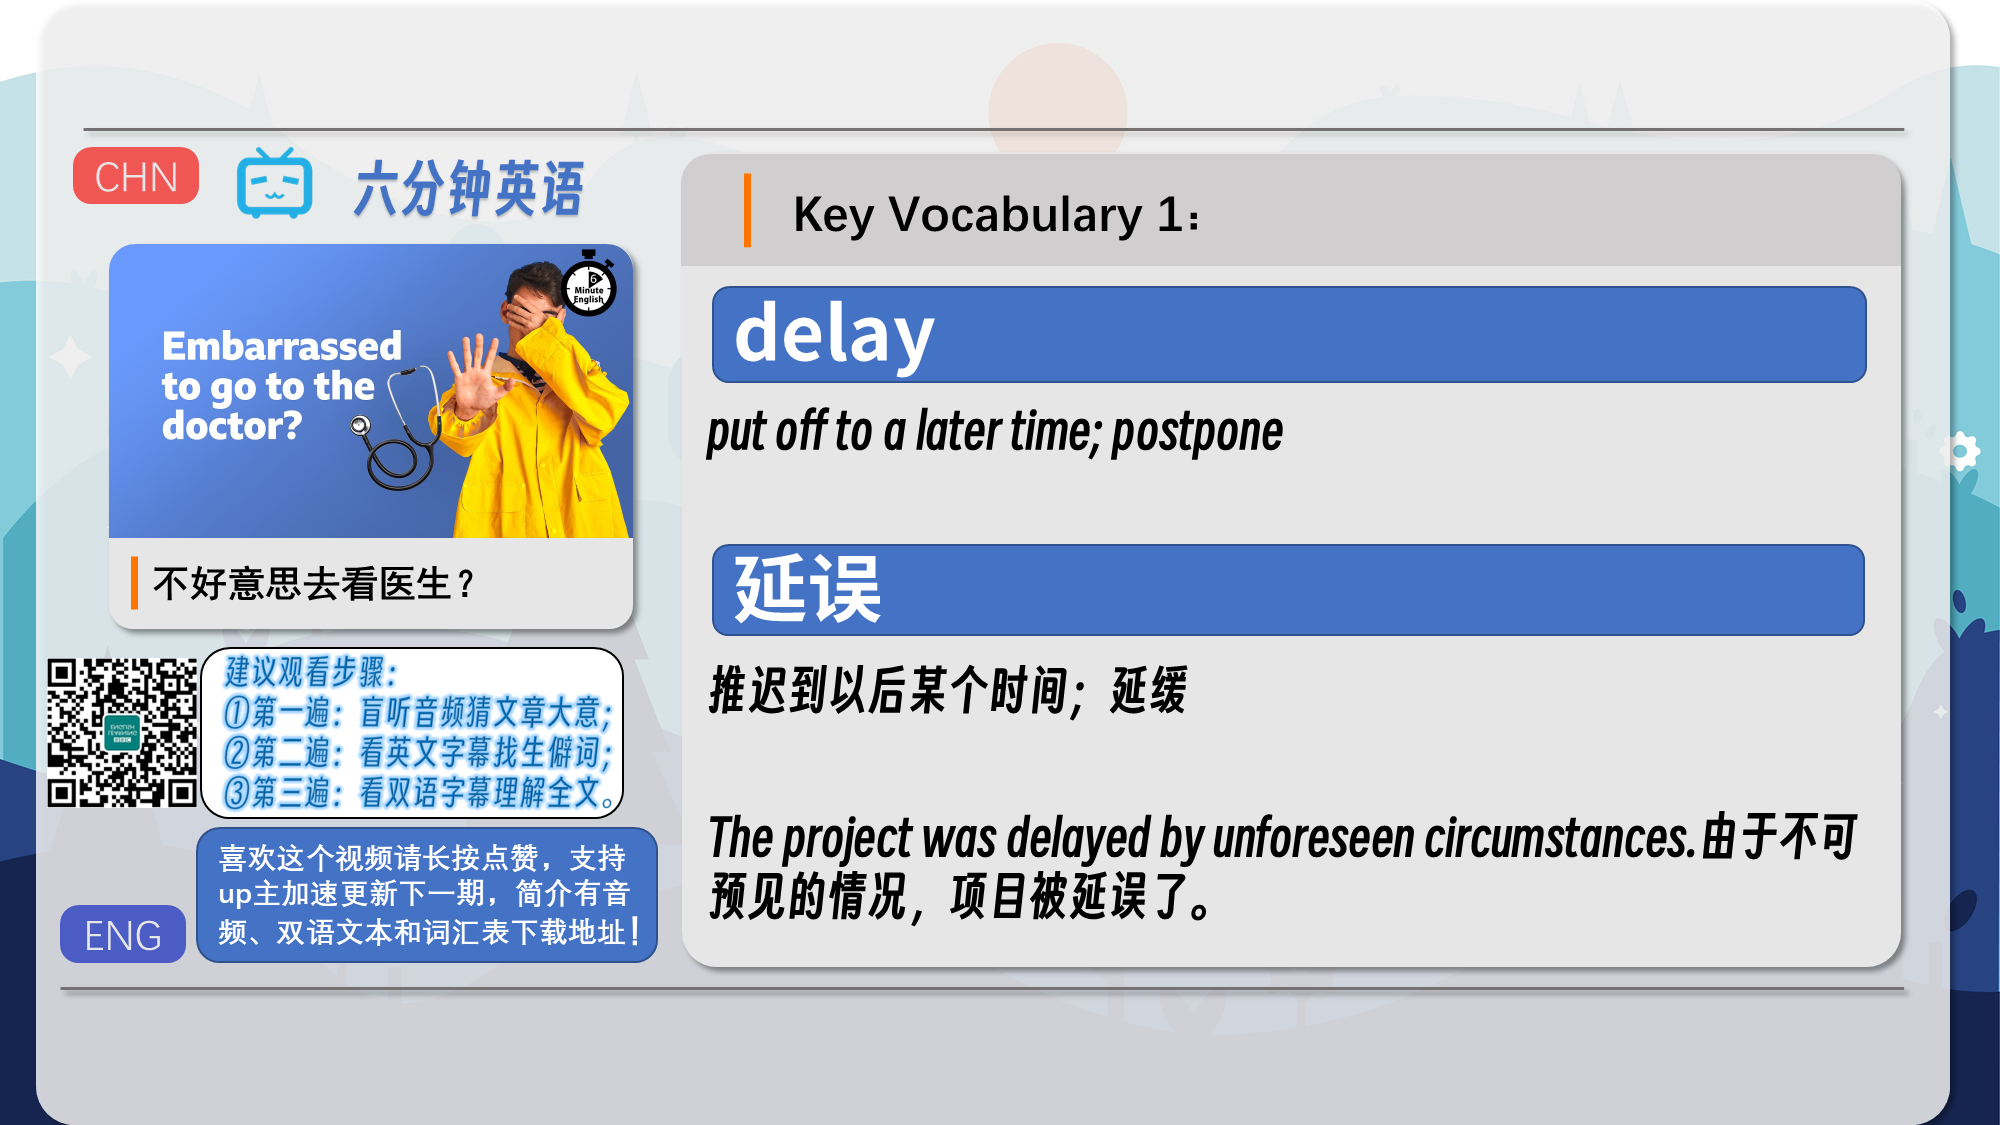 CHN
六分钟英语
6
Minute
English
Embarrassed
to go to the
doctor?
不好意思去看医生？
建议观看步骤：
①第一遍：盲听音频猜文章大意；
②第二遍：看英文字幕找生僻词；
③第三遍：看双语字幕理解全文。
喜欢这个视频请长按点赞，支持
up主加速更新下一期，简介有音
频、双语文本和词汇表下载地址！
ENG
Key Vocabulary 1：
delay
put off to a later time; postpone
延误
推迟到以后某个时间；延缓
The project was delayed by unforeseen circumstances.由于不可
预见的情况，项目被延误了。